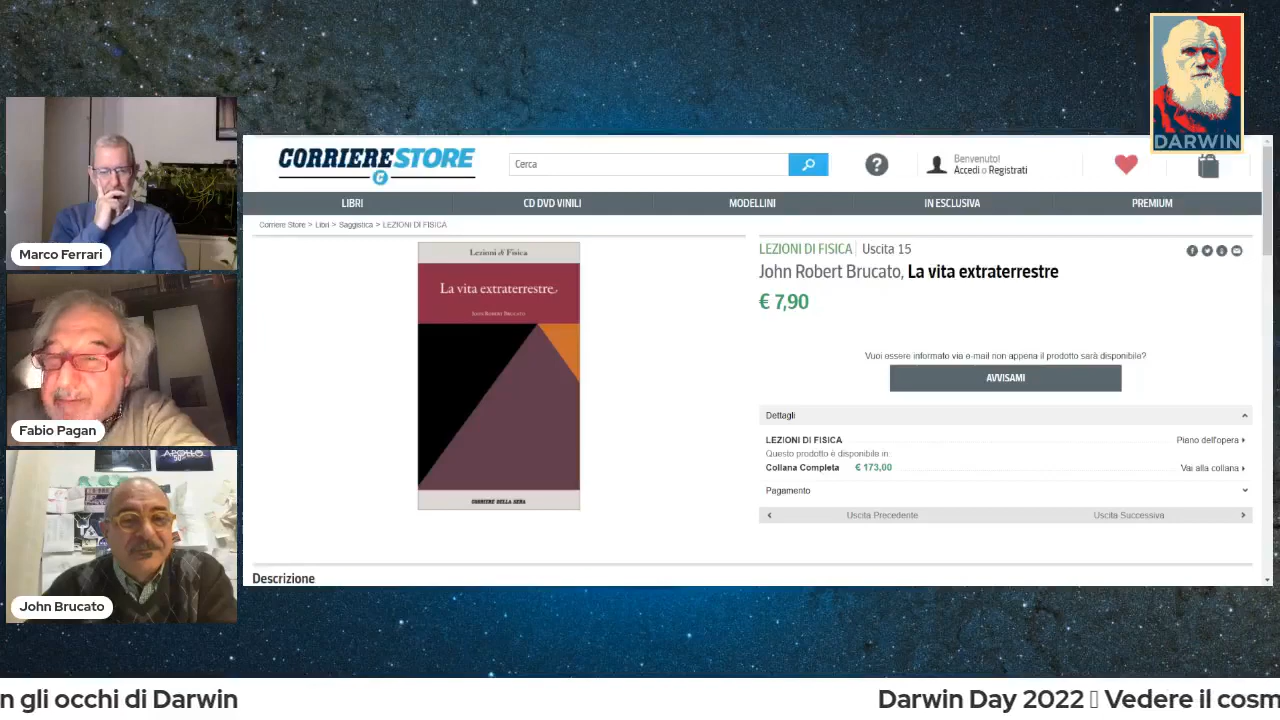 DARWIN
CORRIERESTORE
Cerca
?
Benvenuto!
Accedi o Registrati
LIBRI
CD DVD VINILI
MODELLINI
IN ESCLUSIVA
PREMIUM
Corriere Store > Libri > Saggistica > LEZIONI DI FISICA
Lezioni di Fisica
La vita extraterrestre
John Robert Brucato
CORRIERE DELLA SERA
LEZIONI DI FISICA Uscita 15
John Robert Brucato, La vita extraterrestre
€ 7,90
Vuoi essere informato via e-mail non appena il prodotto sarà disponibile?
AVVISAMI
Dettagli
LEZIONI DI FISICA
Piano dell'opera
Questo prodotto è disponibile in:
Collana Completa € 173,00
Vai alla collana
Pagamento
Uscita Precedente
Uscita Successiva
Descrizione
Marco Ferrari
Fabio Pagan
APOLLO
50
John Brucato
n gli occhi di Darwin
Darwin Day 2022 ▯ Vedere il cosm